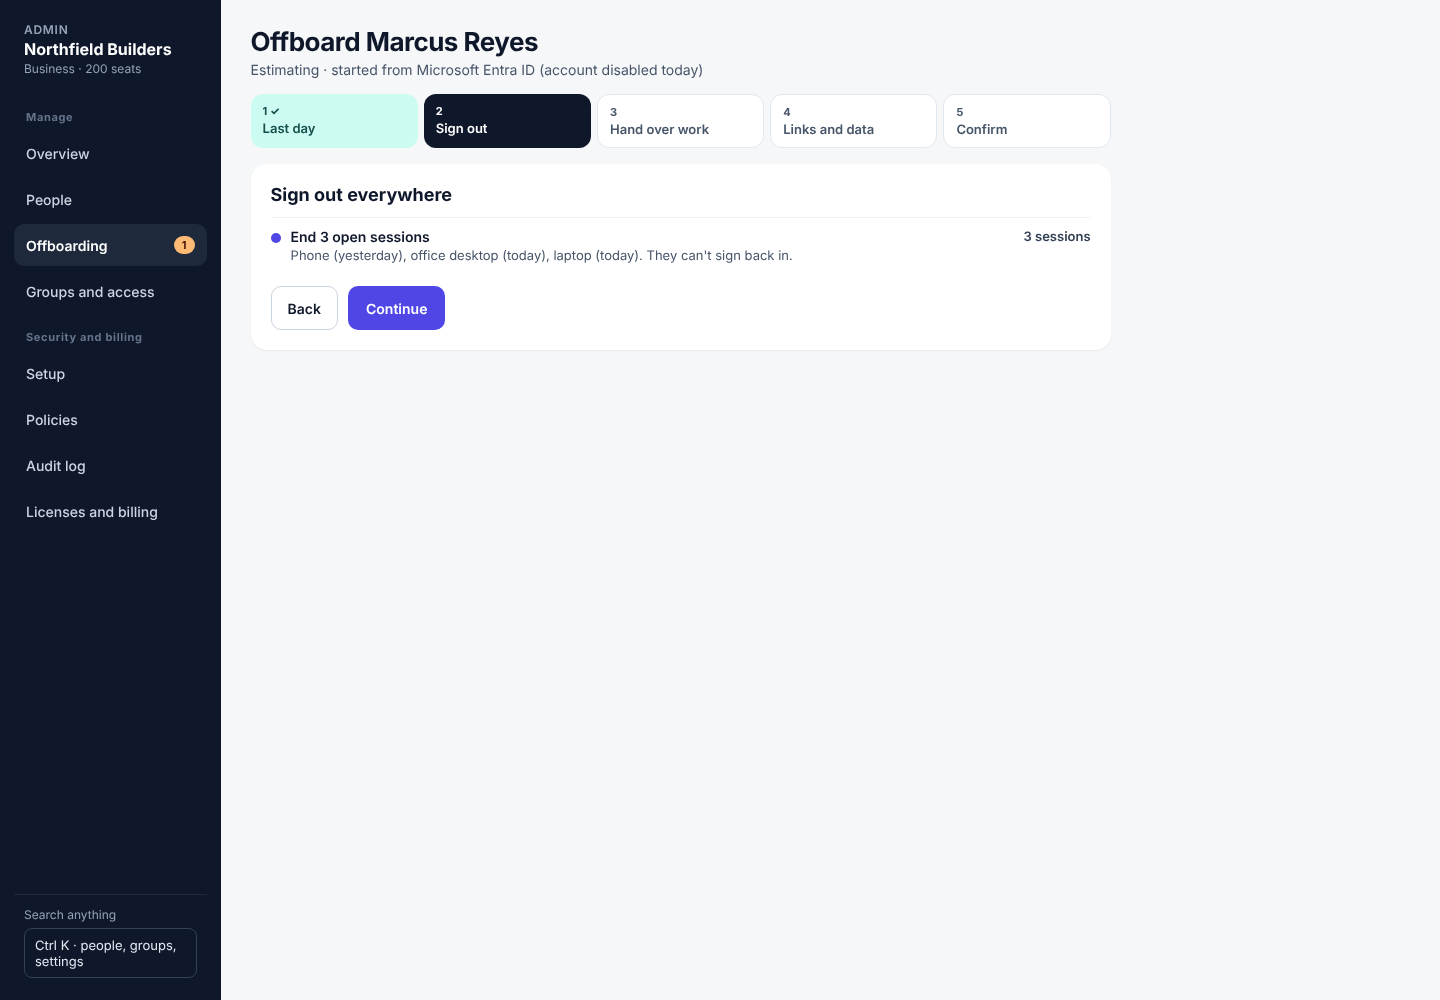 ADMIN
Northfield Builders
Business · 200 seats
Manage
Overview
People
Offboarding 1
Groups and access
Security and billing
Setup
Policies
Audit log
Licenses and billing
Search anything
Ctrl K · people, groups,
settings
Offboard Marcus Reyes
Estimating · started from Microsoft Entra ID (account disabled today)
1 ✓
Last day
2
Sign out
3
Hand over work
4
Links and data
5
Confirm
Sign out everywhere
End 3 open sessions 3 sessions
Phone (yesterday), office desktop (today), laptop (today). They can't sign back in.
Back Continue